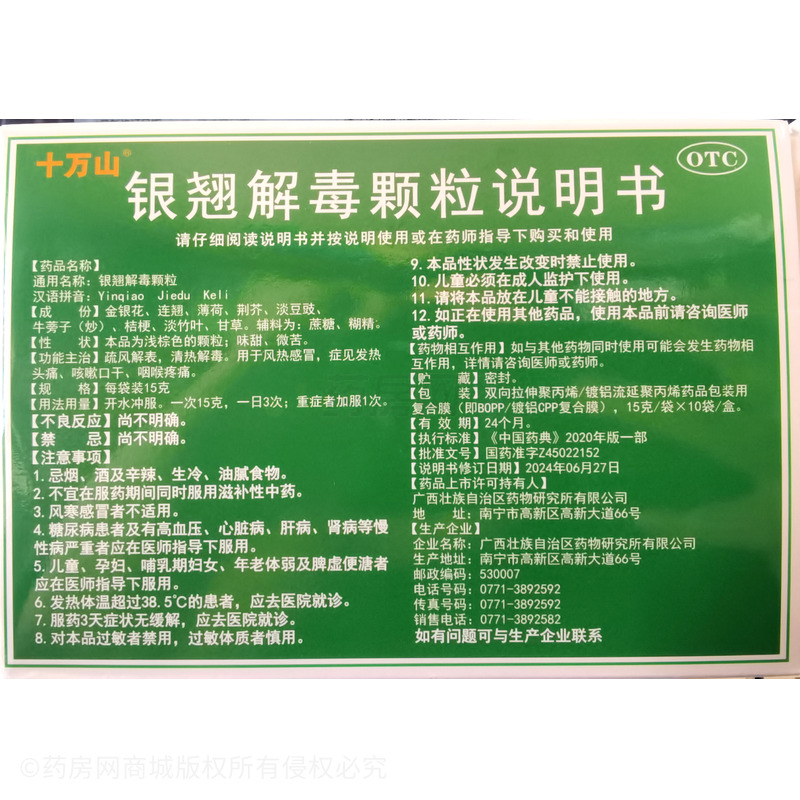 十万山®
OTC
银翘解毒颗粒说明书
请仔细阅读说明书并按说明使用或在药师指导下购买和使用
【药品名称】
通用名称：银翘解毒颗粒
汉语拼音：Yinqiao Jiedu Keli
【成　份】金银花、连翘、薄荷、荆芥、淡豆豉、
牛蒡子（炒）、桔梗、淡竹叶、甘草。辅料为：蔗糖、糊精。
【性　状】本品为浅棕色的颗粒；味甜、微苦。
【功能主治】疏风解表，清热解毒。用于风热感冒，症见发热
头痛、咳嗽口干、咽喉疼痛。
【规　格】每袋装15克
【用法用量】开水冲服。一次15克，一日3次；重症者加服1次。
【不良反应】尚不明确。
【禁　忌】尚不明确。
【注意事项】
1. 忌烟、酒及辛辣、生冷、油腻食物。
2. 不宜在服药期间同时服用滋补性中药。
3. 风寒感冒者不适用。
4. 糖尿病患者及有高血压、心脏病、肝病、肾病等慢
性病严重者应在医师指导下服用。
5. 儿童、孕妇、哺乳期妇女、年老体弱及脾虚便溏者
应在医师指导下服用。
6. 发热体温超过38.5℃的患者，应去医院就诊。
7. 服药3天症状无缓解，应去医院就诊。
8. 对本品过敏者禁用，过敏体质者慎用。
9. 本品性状发生改变时禁止使用。
10. 儿童必须在成人监护下使用。
11. 请将本品放在儿童不能接触的地方。
12. 如正在使用其他药品，使用本品前请咨询医师
或药师。
【药物相互作用】如与其他药物同时使用可能会发生药物相
互作用，详情请咨询医师或药师。
【贮　藏】密封。
【包　装】双向拉伸聚丙烯/镀铝流延聚丙烯药品包装用
复合膜（即BOPP/镀铝CPP复合膜），15克/袋×10袋/盒。
【有 效 期】24个月。
【执行标准】《中国药典》2020年版一部
【批准文号】国药准字Z45022152
【说明书修订日期】2024年06月27日
【药品上市许可持有人】
广西壮族自治区药物研究所有限公司
地　址：南宁市高新区高新大道66号
【生产企业】
企业名称：广西壮族自治区药物研究所有限公司
生产地址：南宁市高新区高新大道66号
邮政编码：530007
电话号码：0771-3892592
传真号码：0771-3892592
销售电话：0771-3892582
如有问题可与生产企业联系
©药房网商城版权所有侵权必究